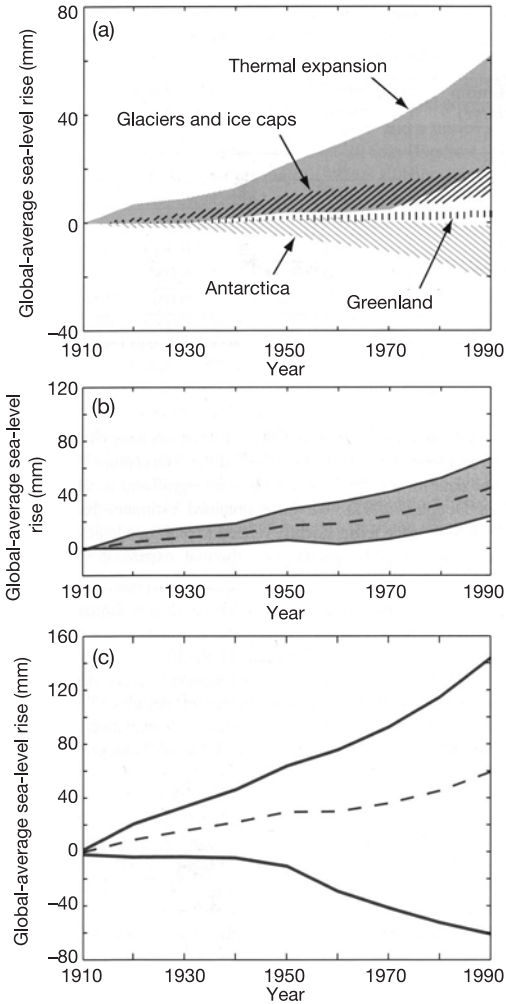 80
(a)
Thermal expansion
40
Glaciers and ice caps
0
Antarctica
Greenland
–40
Global-average sea-level rise (mm)
1910 1930 1950 1970 1990
Year
120
(b)
80
40
0
Global-average sea-level
rise (mm)
1910 1930 1950 1970 1990
Year
160
(c)
120
80
40
0
–40
–80
Global-average sea-level rise (mm)
1910 1930 1950 1970 1990
Year